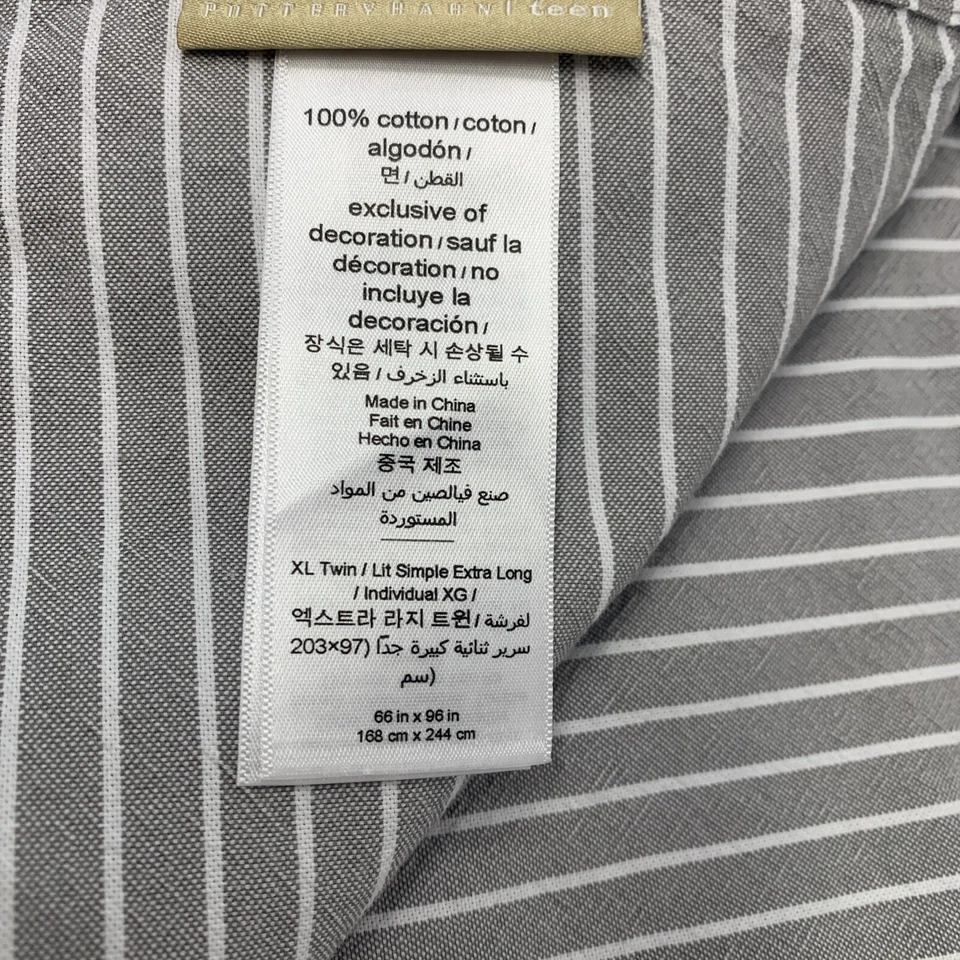 POTTERYBARN | teen
100% cotton / coton /
algodón /
면 / القطن
exclusive of
decoration / sauf la
décoration / no
incluye la
decoración /
장식은 세탁 시 손상될 수
있음 / باستثناء الزخرف
Made in China
Fait en Chine
Hecho en China
중국 제조
صنع فيالصين من المواد
المستوردة
XL Twin / Lit Simple Extra Long
/ Individual XG /
엑스트라 라지 트윈 / لفرشة
سرير ثنائية كبيرة جدًا (97×203
سم)
66 in x 96 in
168 cm x 244 cm